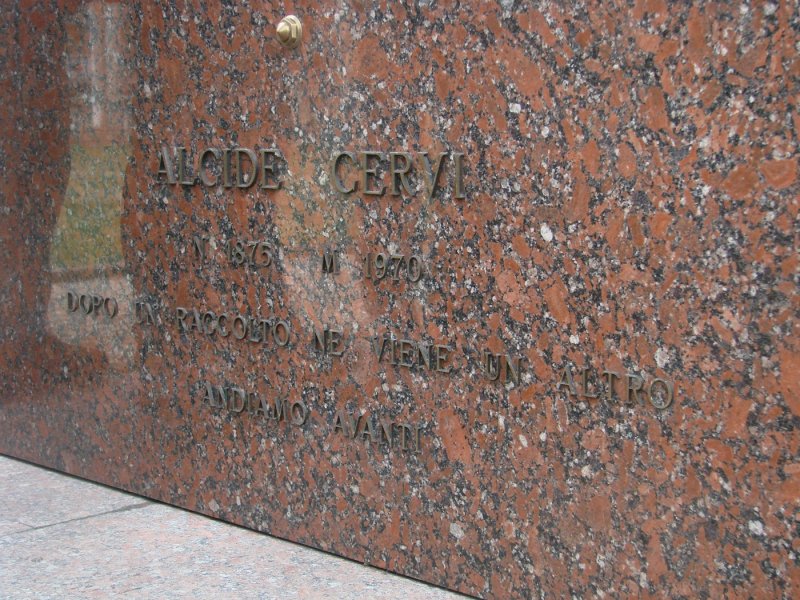 ALCIDE CERVI
N 1875 M 1970
DOPO UN RACCOLTO NE VIENE UN ALTRO
ANDIAMO AVANTI